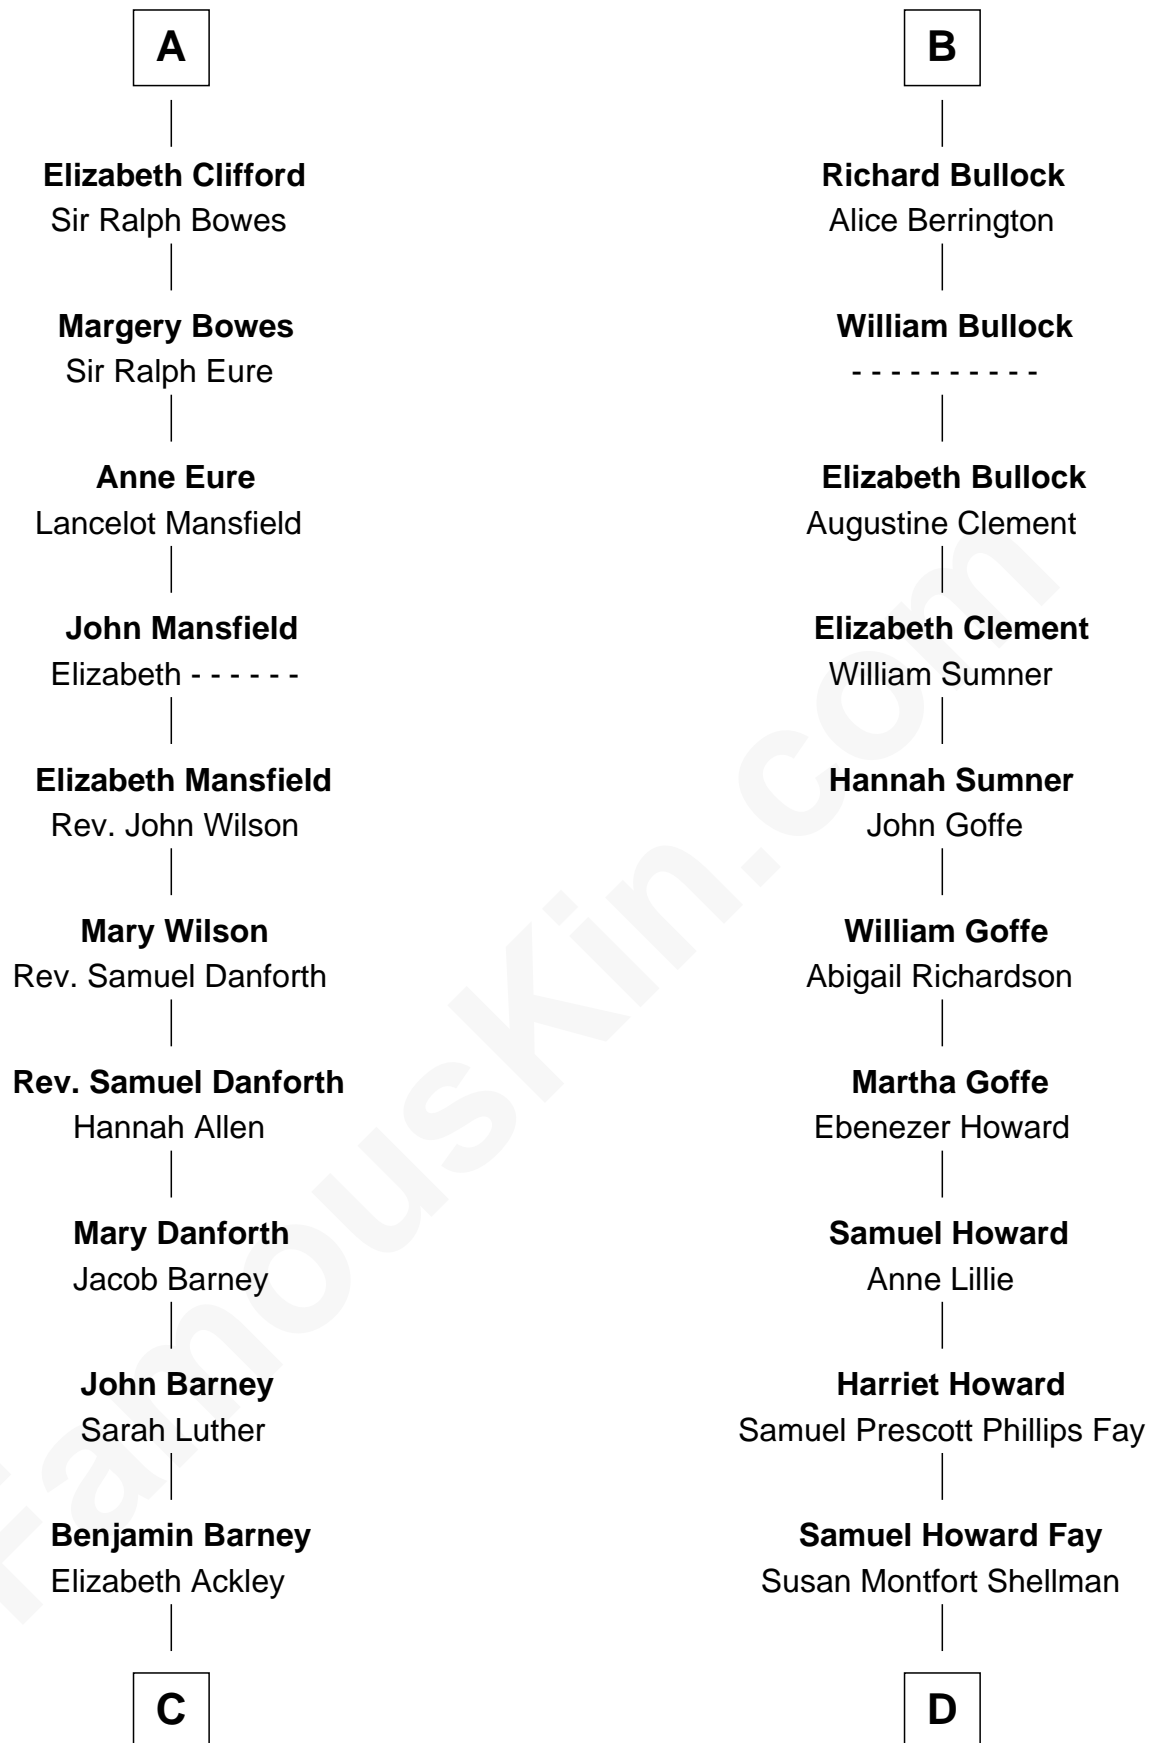 A
Elizabeth Clifford
Sir Ralph Bowes
Margery Bowes
Sir Ralph Eure
Anne Eure
Lancelot Mansfield
John Mansfield
Elizabeth - - - - - -
Elizabeth Mansfield
Rev. John Wilson
Mary Wilson
Rev. Samuel Danforth
Rev. Samuel Danforth
Hannah Allen
Mary Danforth
Jacob Barney
John Barney
Sarah Luther
Benjamin Barney
Elizabeth Ackley
C
B
Richard Bullock
Alice Berrington
William Bullock
- - - - - - - - - -
Elizabeth Bullock
Augustine Clement
Elizabeth Clement
William Sumner
Hannah Sumner
John Goffe
William Goffe
Abigail Richardson
Martha Goffe
Ebenezer Howard
Samuel Howard
Anne Lillie
Harriet Howard
Samuel Prescott Phillips Fay
Samuel Howard Fay
Susan Montfort Shellman
D
FamousKin.com